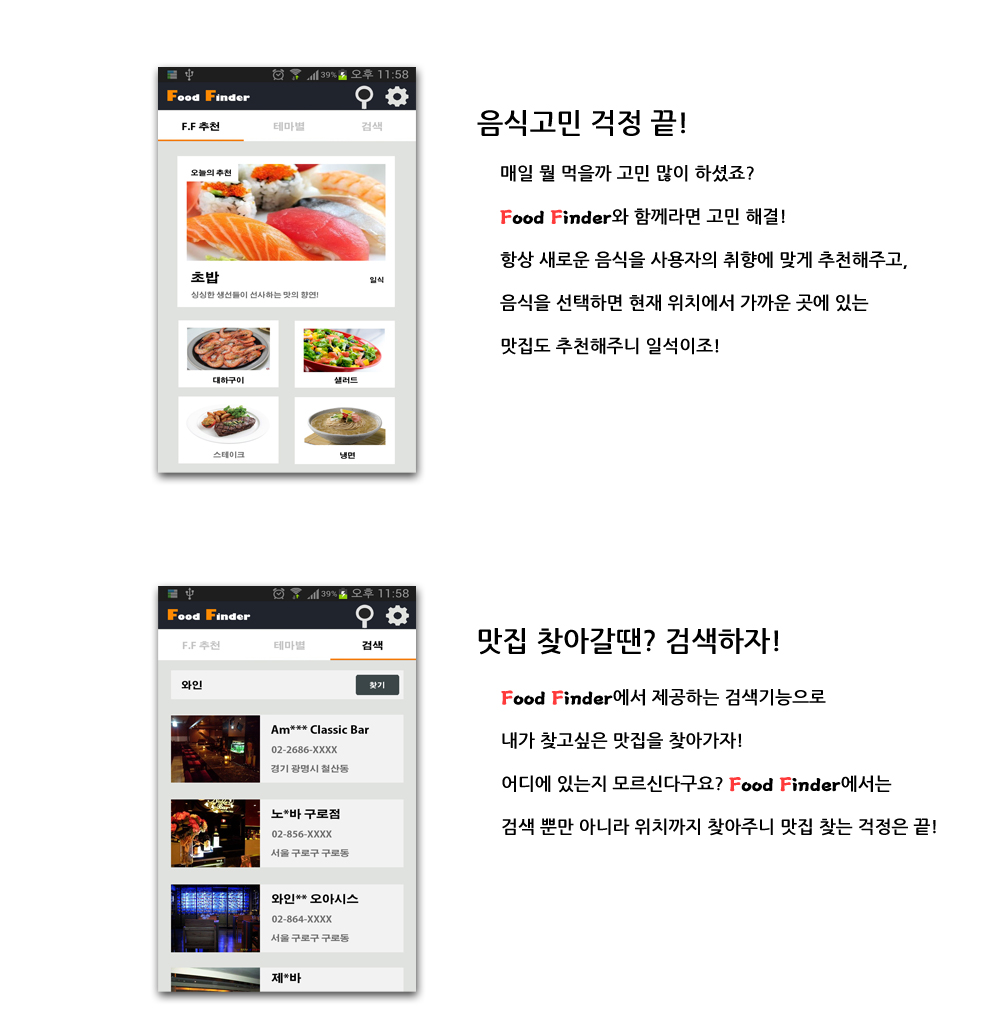 39% 오후 11:58
Food Finder
F.F 추천 테마별 검색
오늘의 추천
초밥 일식
싱싱한 생선들이 선사하는 맛의 향연!
대하구이 샐러드
스테이크 냉면
음식고민 걱정 끝!
매일 뭘 먹을까 고민 많이 하셨죠?
Food Finder와 함께라면 고민 해결!
항상 새로운 음식을 사용자의 취향에 맞게 추천해주고,
음식을 선택하면 현재 위치에서 가까운 곳에 있는
맛집도 추천해주니 일석이조!
39% 오후 11:58
Food Finder
F.F 추천 테마별 검색
와인 찾기
Am*** Classic Bar
02-2686-XXXX
경기 광명시 철산동
노*바 구로점
02-856-XXXX
서울 구로구 구로동
와인** 오아시스
02-864-XXXX
서울 구로구 구로동
제*바
맛집 찾아갈땐? 검색하자!
Food Finder에서 제공하는 검색기능으로
내가 찾고싶은 맛집을 찾아가자!
어디에 있는지 모르신다구요? Food Finder에서는
검색 뿐만 아니라 위치까지 찾아주니 맛집 찾는 걱정은 끝!